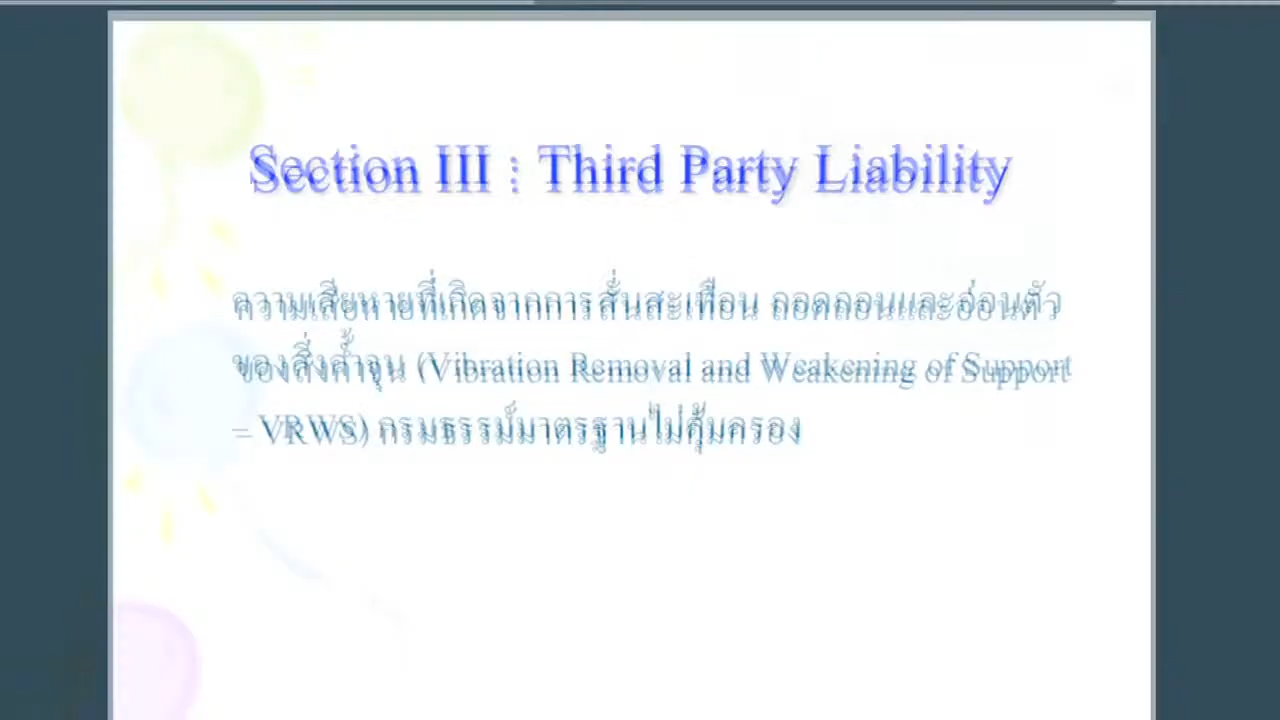 Section III : Third Party Liability
ความเสียหายที่เกิดจากการสั่นสะเทือน ถอดถอนและอ่อนตัว
ของสิ่งค้ำจุน (Vibration Removal and Weakening of Support
– VRWS) กรมธรรม์มาตรฐานไม่คุ้มครอง